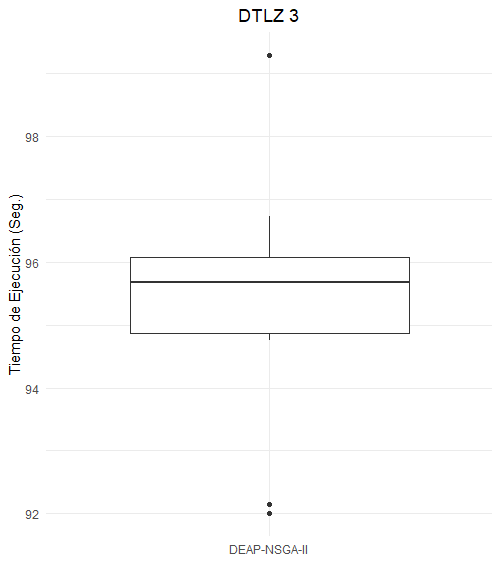 DTLZ 3
Tiempo de Ejecución (Seg.)
98
96
94
92
DEAP-NSGA-II